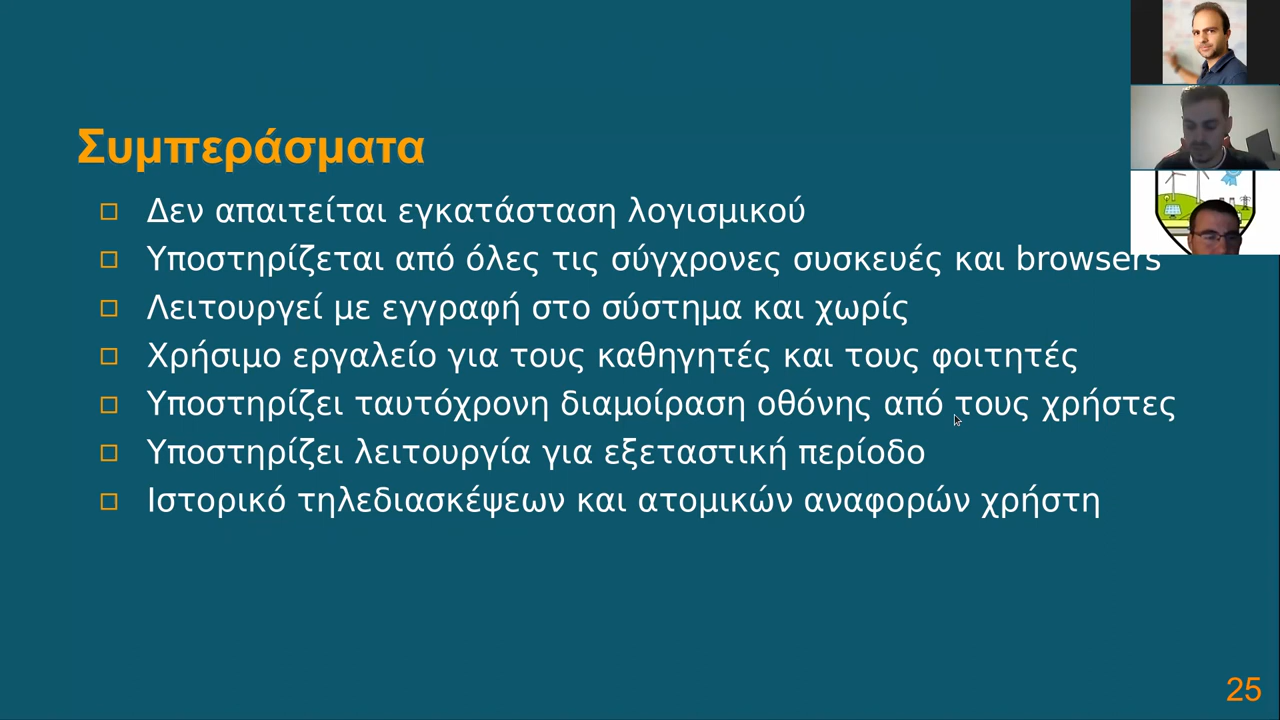 Συμπεράσματα
Δεν απαιτείται εγκατάσταση λογισμικού
Υποστηρίζεται από όλες τις σύγχρονες συσκευές και browsers
Λειτουργεί με εγγραφή στο σύστημα και χωρίς
Χρήσιμο εργαλείο για τους καθηγητές και τους φοιτητές
Υποστηρίζει ταυτόχρονη διαμοίραση οθόνης από τους χρήστες
Υποστηρίζει λειτουργία για εξεταστική περίοδο
Ιστορικό τηλεδιασκέψεων και ατομικών αναφορών χρήστη
25